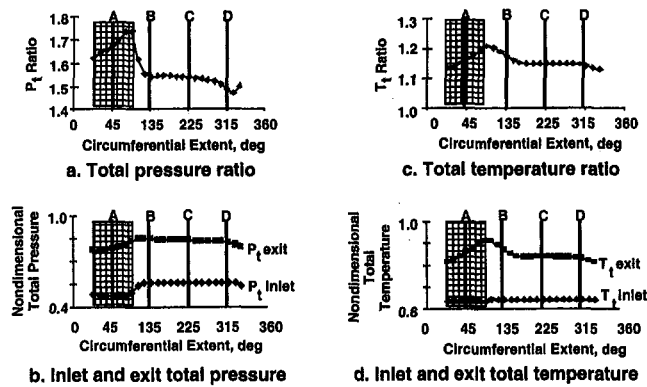 A B C D
1.8
1.7
1.6
1.5
1.4
Pt Ratio
0 45 135 225 315 360
Circumferential Extent, deg
a. Total pressure ratio
A B C D
1.3
1.2
1.1
1.0
Tt Ratio
0 45 135 225 315 360
Circumferential Extent, deg
c. Total temperature ratio
A B C D
1.0
0.4
Nondimensional
Total Pressure
Pt exit
Pt Inlet
0 45 135 225 315 360
Circumferential Extent, deg
b. Inlet and exit total pressure
A B C D
1.0
0.8
Nondimensional
Total
Temperature
Tt exit
Tt inlet
0 45 135 225 315 360
Circumferential Extent, deg
d. Inlet and exit total temperature